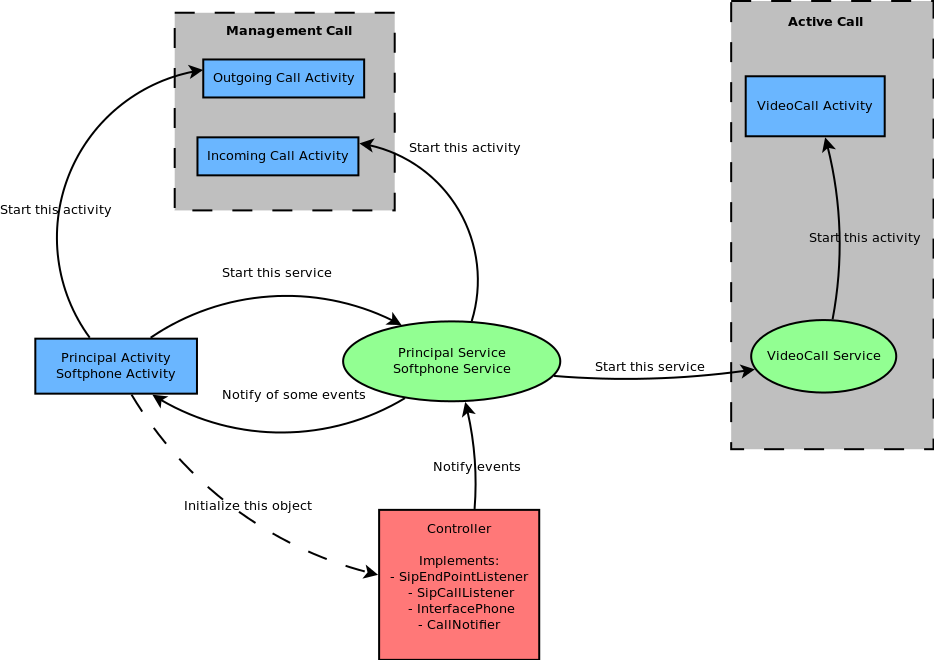 Management Call
Active Call
Outgoing Call Activity
VideoCall Activity
Incoming Call Activity
Start this activity
Start this activity
Start this activity
Start this service
Principal Activity
Softphone Activity
Principal Service
Softphone Service
VideoCall Service
Start this service
Notify of some events
Notify events
Initialize this object
Controller
Implements:
- SipEndPointListener
- SipCallListener
- InterfacePhone
- CallNotifier